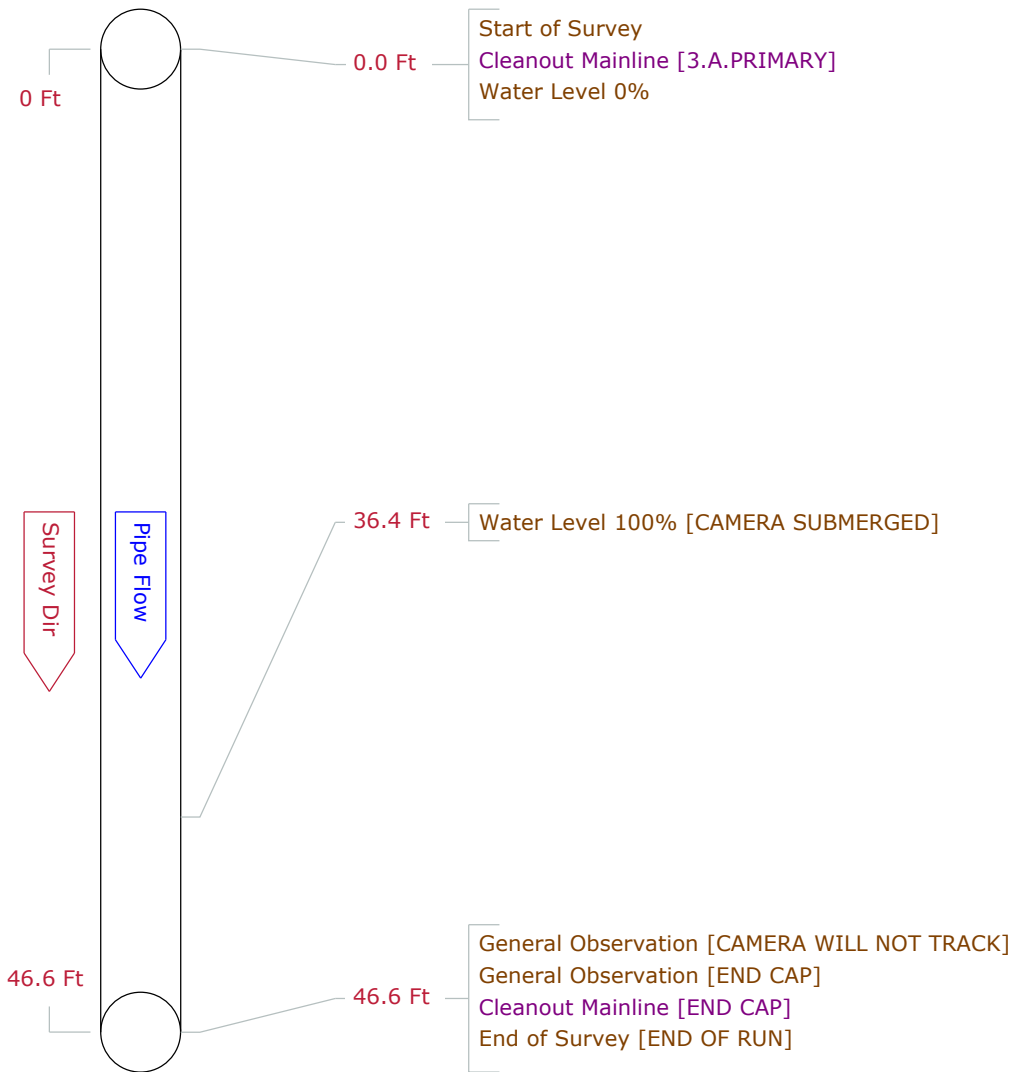 0 Ft
0.0 Ft
Start of Survey
Cleanout Mainline [3.A.PRIMARY]
Water Level 0%
Survey Dir
Pipe Flow
36.4 Ft
Water Level 100% [CAMERA SUBMERGED]
46.6 Ft
46.6 Ft
General Observation [CAMERA WILL NOT TRACK]
General Observation [END CAP]
Cleanout Mainline [END CAP]
End of Survey [END OF RUN]